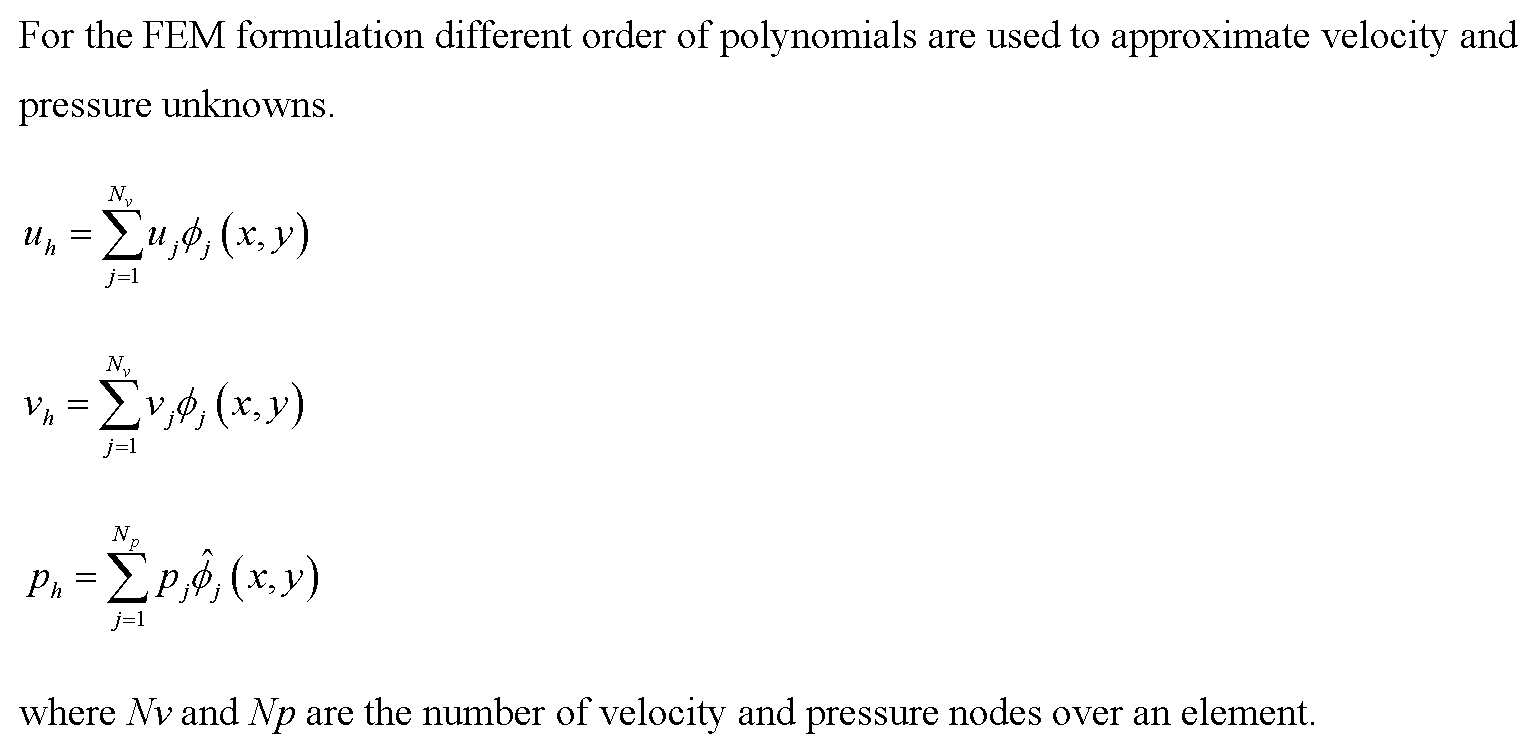 For the FEM formulation different order of polynomials are used to approximate velocity and
pressure unknowns.
$u_h = \sum_{j=1}^{N_v} u_j \phi_j (x, y)$
$v_h = \sum_{j=1}^{N_v} v_j \phi_j (x, y)$
$p_h = \sum_{j=1}^{N_p} p_j \hat{\phi}_j (x, y)$
where Nv and Np are the number of velocity and pressure nodes over an element.